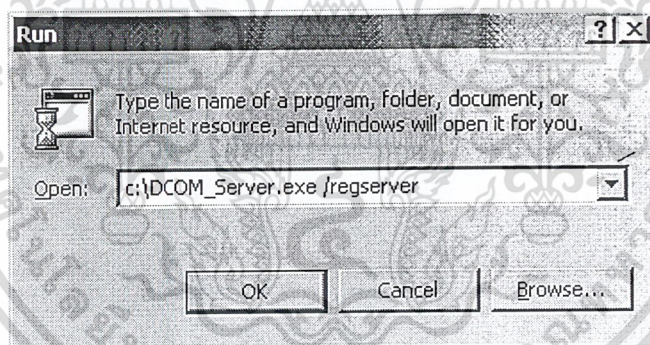 Run
Type the name of a program, folder, document, or
Internet resource, and Windows will open it for you.
Open: c:\DCOM_Server.exe /regserver
OK Cancel Browse...